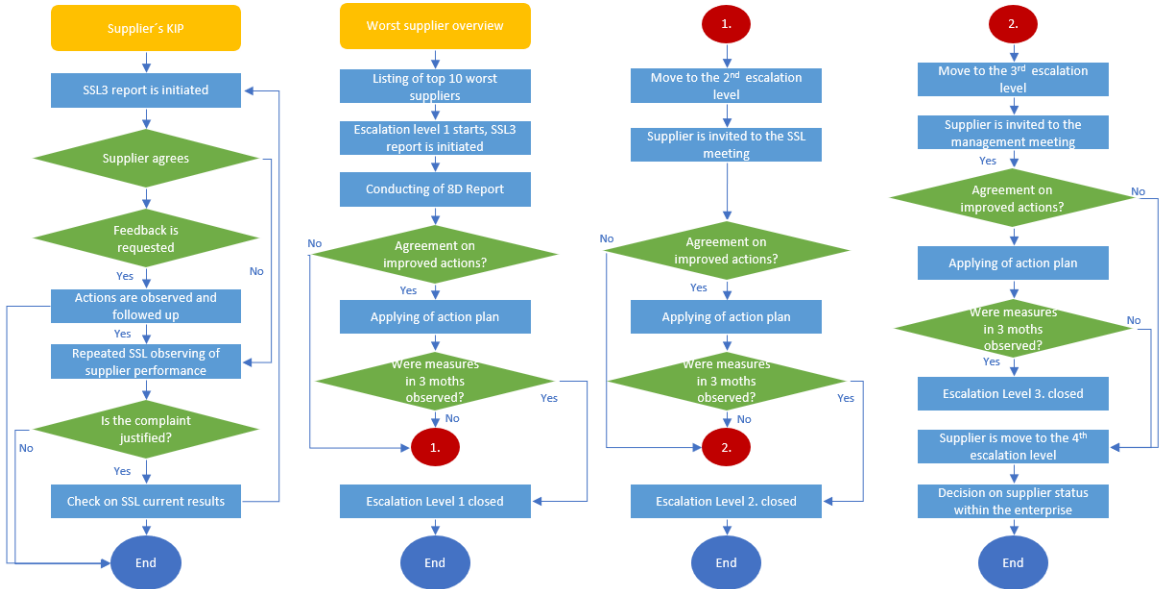 Supplier´s KIP
SSL3 report is initiated
Supplier agrees
Feedback is
requested
Yes
No
Actions are observed and
followed up
Yes
Repeated SSL observing of
supplier performance
Is the complaint
justified?
No
Yes
Check on SSL current results
End
Worst supplier overview
Listing of top 10 worst
suppliers
Escalation level 1 starts, SSL3
report is initiated
Conducting of 8D Report
No
Agreement on
improved actions?
Yes
Applying of action plan
Were measures
in 3 moths
observed?
Yes
No
1.
Escalation Level 1 closed
End
1.
Move to the 2nd escalation
level
Supplier is invited to the SSL
meeting
No
Agreement on
improved actions?
Yes
Applying of action plan
Were measures
in 3 moths
observed?
Yes
No
2.
Escalation Level 2. closed
End
2.
Move to the 3rd escalation
level
Supplier is invited to the
management meeting
Yes
No
Agreement on
improved actions?
Applying of action plan
No
Were measures
in 3 moths
observed?
Yes
Escalation Level 3. closed
Supplier is move to the 4th
escalation level
Decision on supplier status
within the enterprise
End